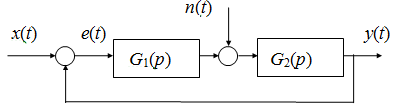 n(t)
x(t) e(t) y(t)
G₁(p) G₂(p)